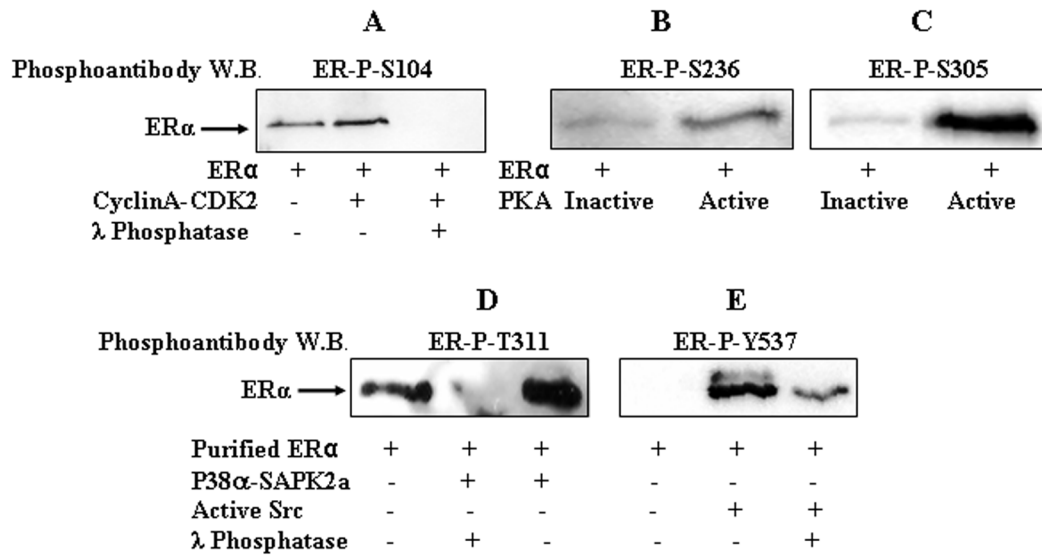 A B C
Phosphoantibody W.B. ER-P-S104 ER-P-S236 ER-P-S305
ERα
ERα + + + ERα + + + +
CyclinA-CDK2 - + + PKA Inactive Active Inactive Active
λ Phosphatase - - +
D E
Phosphoantibody W.B. ER-P-T311 ER-P-Y537
ERα
Purified ERα + + + + + +
P38α-SAPK2a - + + - - -
Active Src - - - - + +
λ Phosphatase - + - - - +